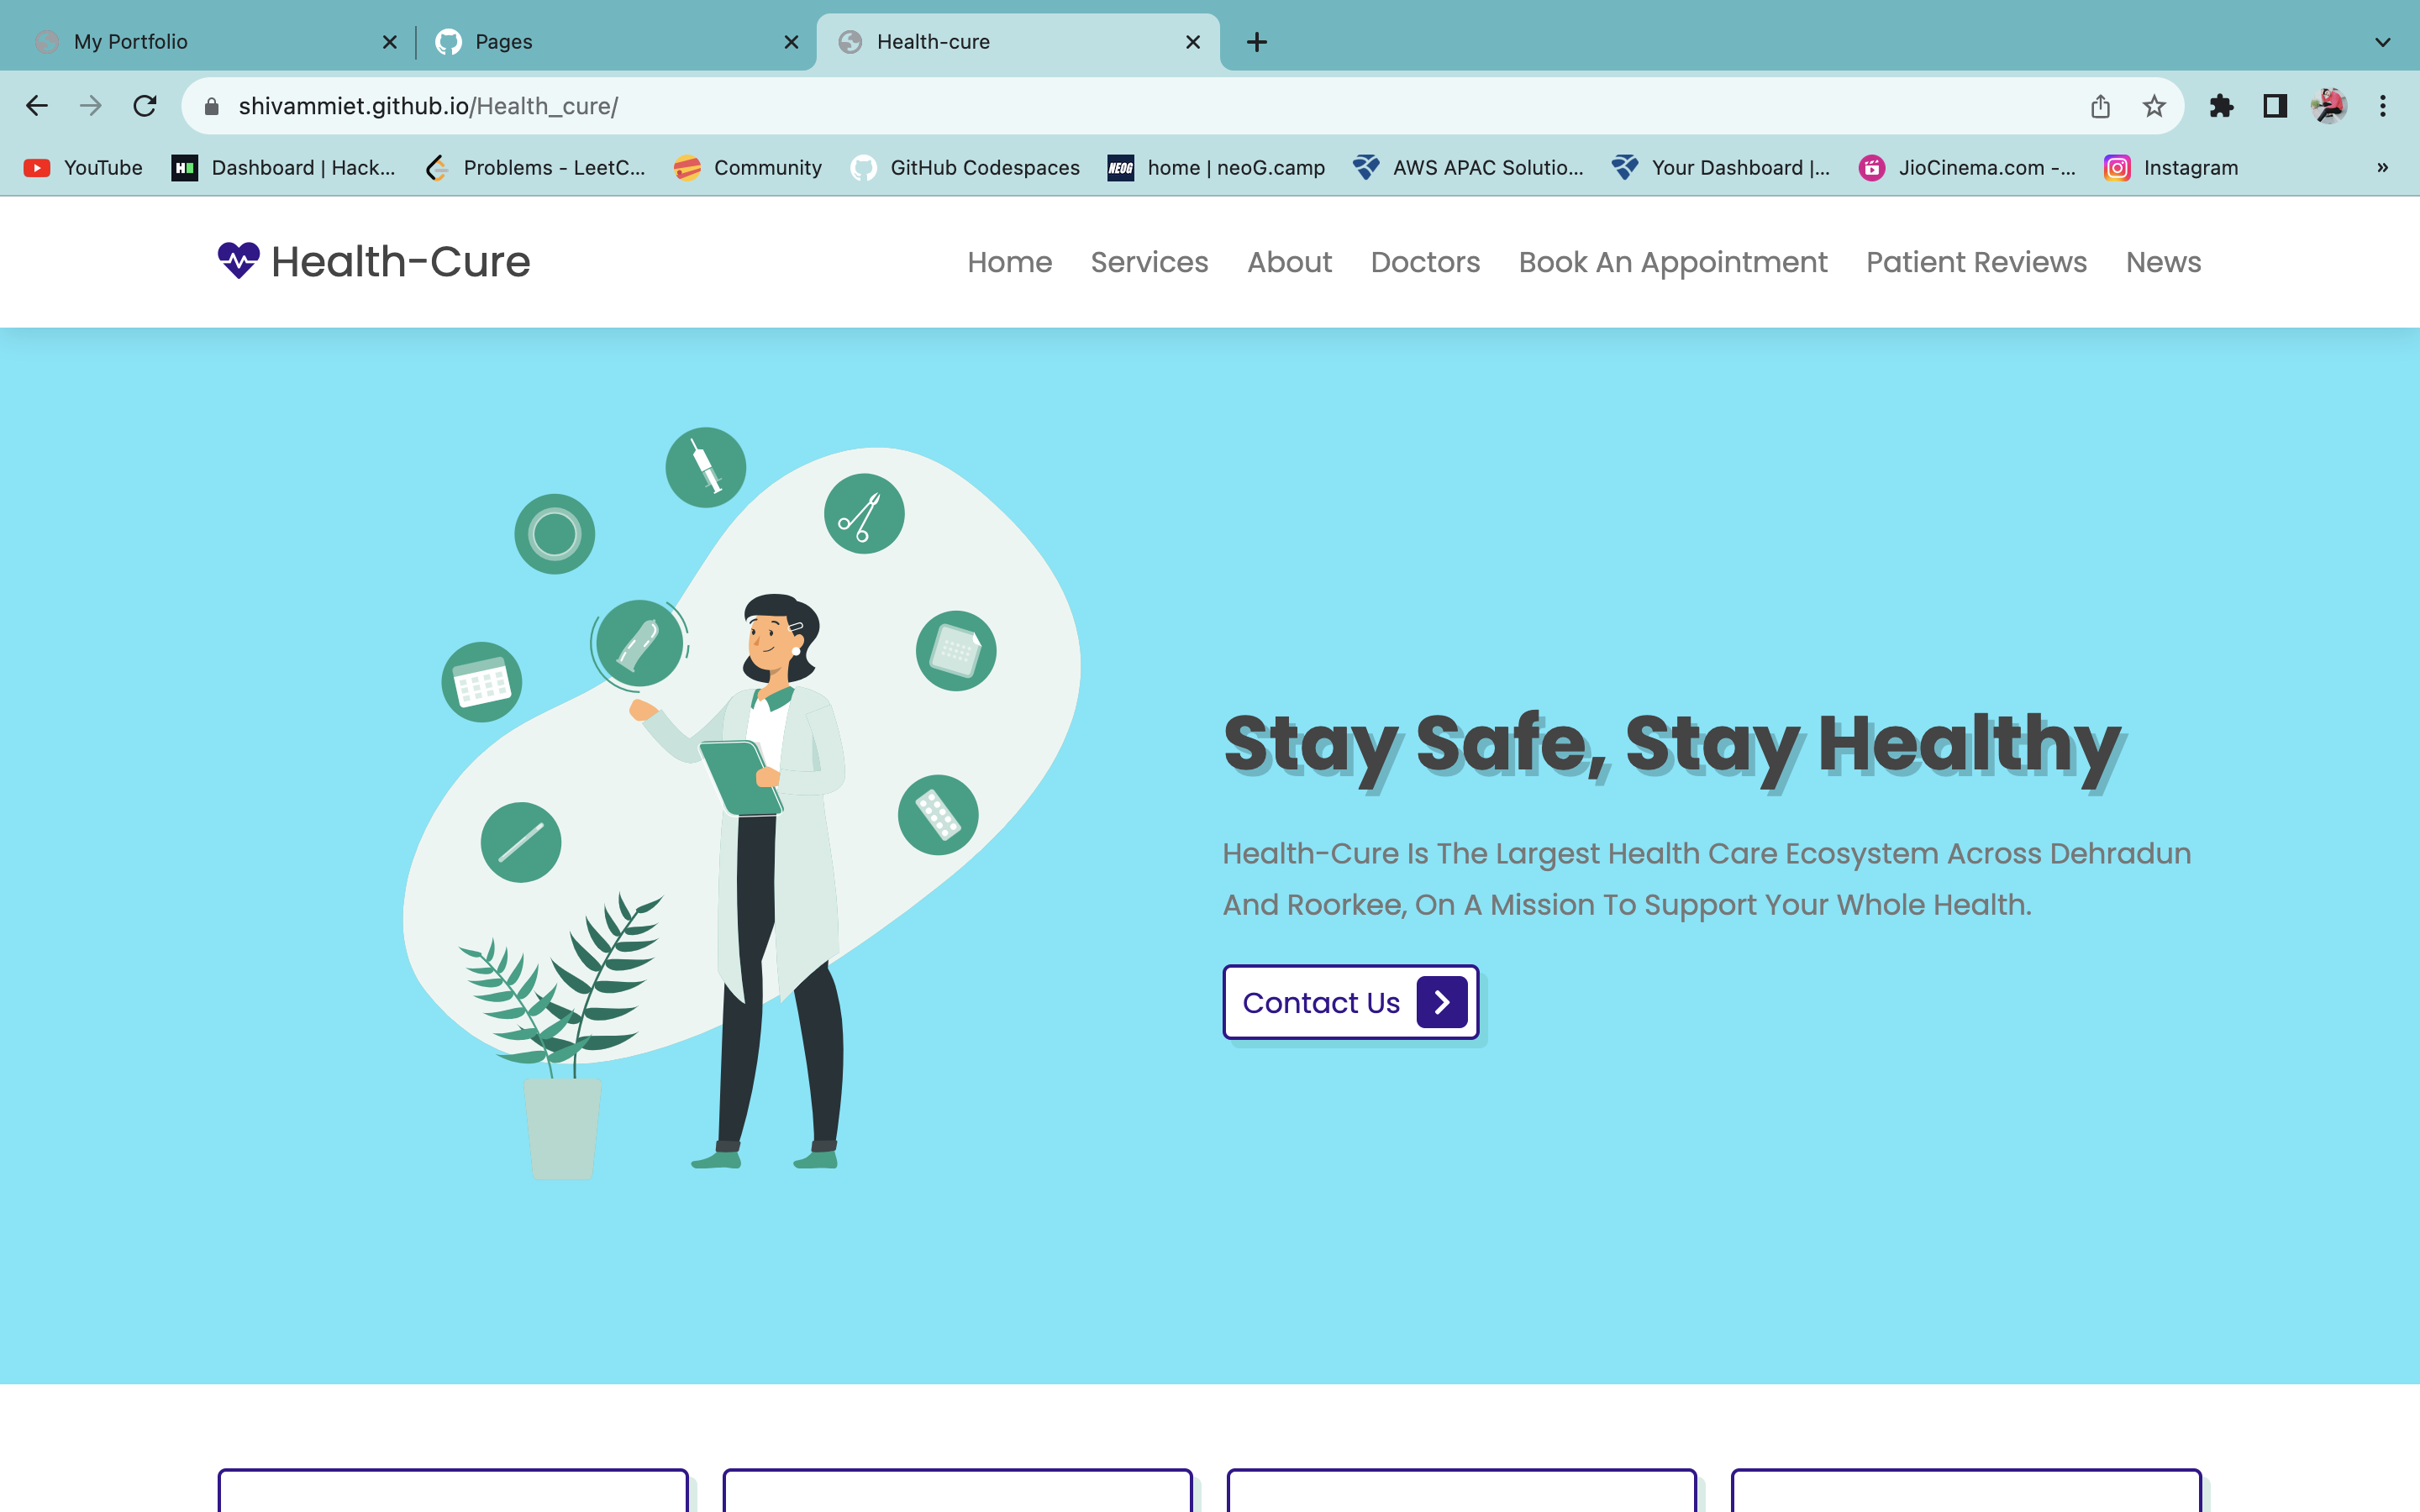 My Portfolio
Pages
Health-cure
shivammiet.github.io/Health_cure/
YouTube
Dashboard | Hack...
Problems - LeetC...
Community
GitHub Codespaces
NEOG
home | neoG.camp
AWS APAC Solutio...
Your Dashboard |...
JioCinema.com -...
Instagram
»
Health-Cure
Home
Services
About
Doctors
Book An Appointment
Patient Reviews
News
Stay Safe, Stay Healthy
Health-Cure Is The Largest Health Care Ecosystem Across Dehradun
And Roorkee, On A Mission To Support Your Whole Health.
Contact Us